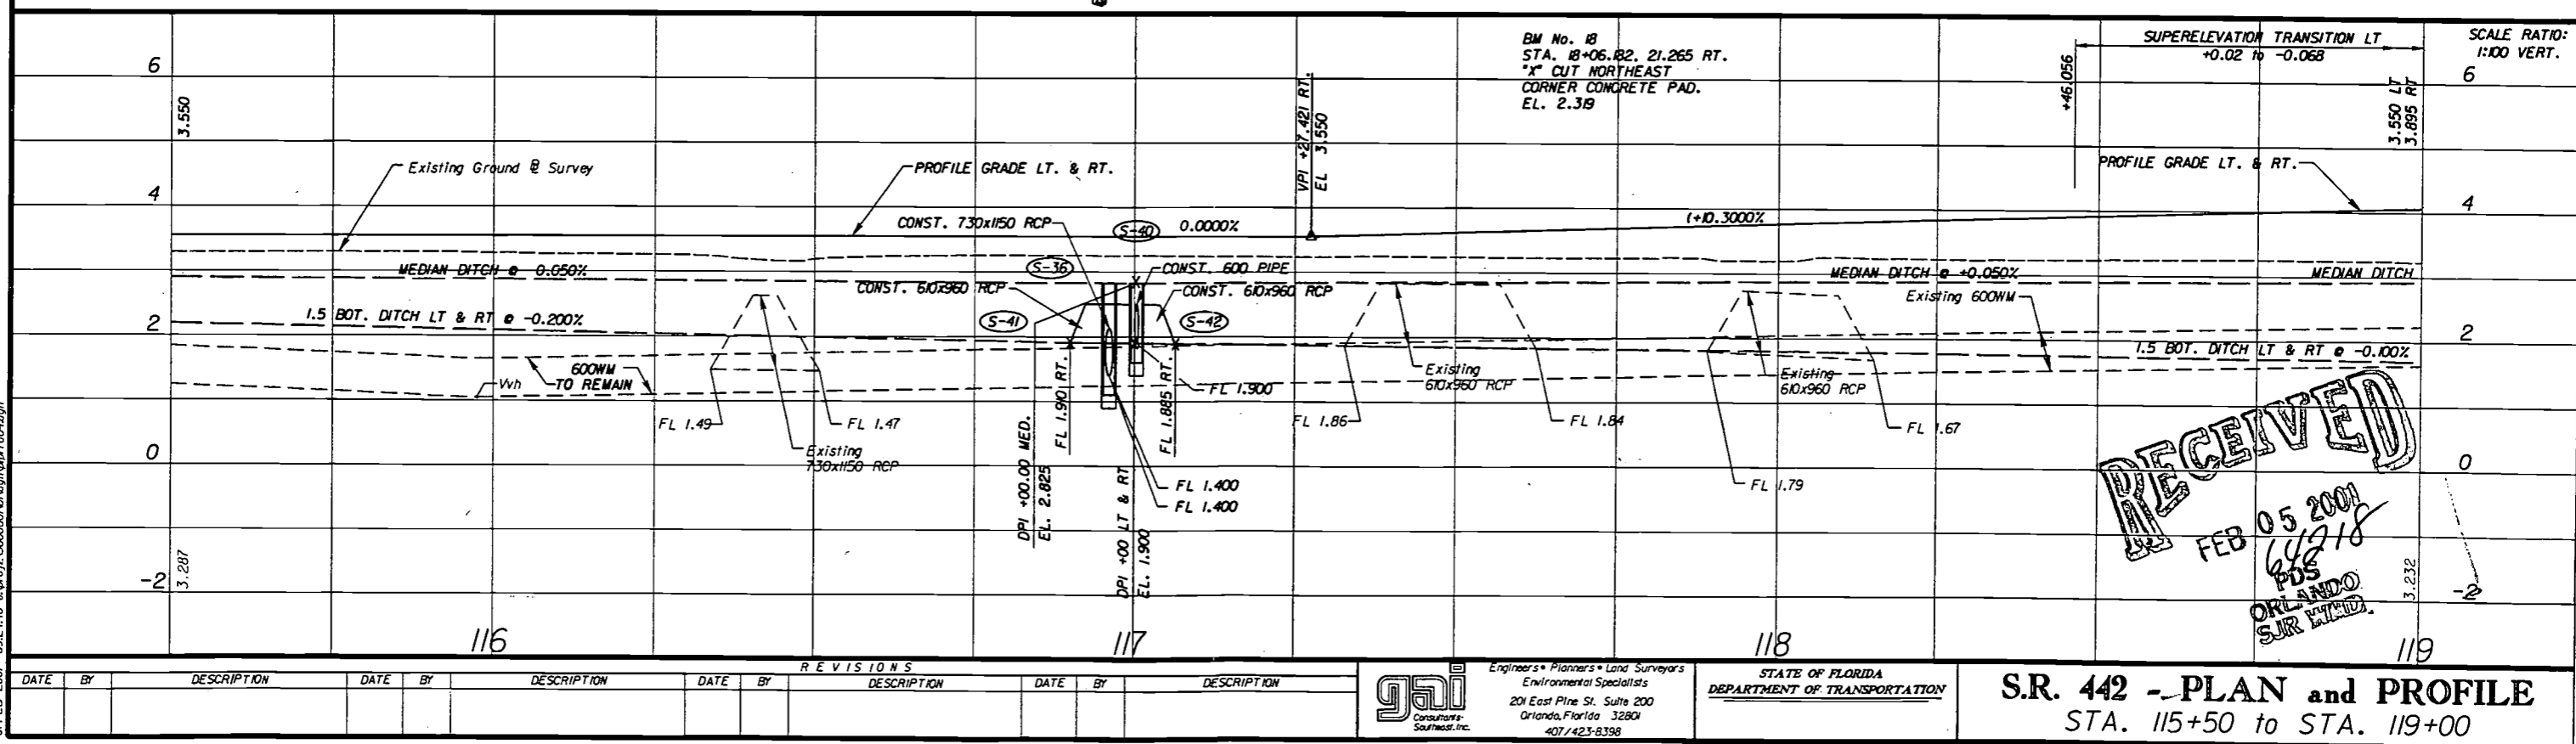 BM No. 18
STA. 18+06.182, 21.265 RT.
"X" CUT NORTHEAST
CORNER CONCRETE PAD.
EL. 2.319
SUPERELEVATION TRANSITION LT
+0.02 to -0.068
SCALE RATIO:
1:100 VERT.
6
6
3.550
VPI +27.421 RT.
EL 3.550
+46.056
3.550 LT
3.895 RT
Existing Ground @ Survey
PROFILE GRADE LT. & RT.
PROFILE GRADE LT. & RT.
4
4
CONST. 730x1150 RCP
S-40
0.0000%
(+)0.3000%
MEDIAN DITCH @ 0.050%
S-36
CONST. 600 PIPE
MEDIAN DITCH @ +0.050%
MEDIAN DITCH
CONST. 610x960 RCP
CONST. 610x960 RCP
Existing 600WM
1.5 BOT. DITCH LT & RT @ -0.200%
S-41
S-42
2
2
1.5 BOT. DITCH LT & RT @ -0.100%
600WM
TO REMAIN
Wh
Existing
610x960 RCP
Existing
610x960 RCP
FL 1.900
FL 1.910 RT.
FL 1.885 RT.
FL 1.49
FL 1.47
FL 1.86
FL 1.84
FL 1.67
Existing
730x1150 RCP
0
0
DPI +00.00 MED.
EL. 2.825
FL 1.400
FL 1.400
FL 1.79
DPI +00 LT & RT
EL. 1.900
RECEIVED
FEB 05 2001
64218
PDS
ORLANDO
SJR WMD.
3.287
3.232
-2
-2
116
117
118
119
REVISIONS
DATE BY DESCRIPTION DATE BY DESCRIPTION DATE BY DESCRIPTION DATE BY DESCRIPTION
gai
Consultants-
Southeast, Inc.
Engineers • Planners • Land Surveyors
Environmental Specialists
201 East Pine St. Suite 200
Orlando, Florida 32801
407/423-8398
STATE OF FLORIDA
DEPARTMENT OF TRANSPORTATION
S.R. 442 - PLAN and PROFILE
STA. 115+50 to STA. 119+00